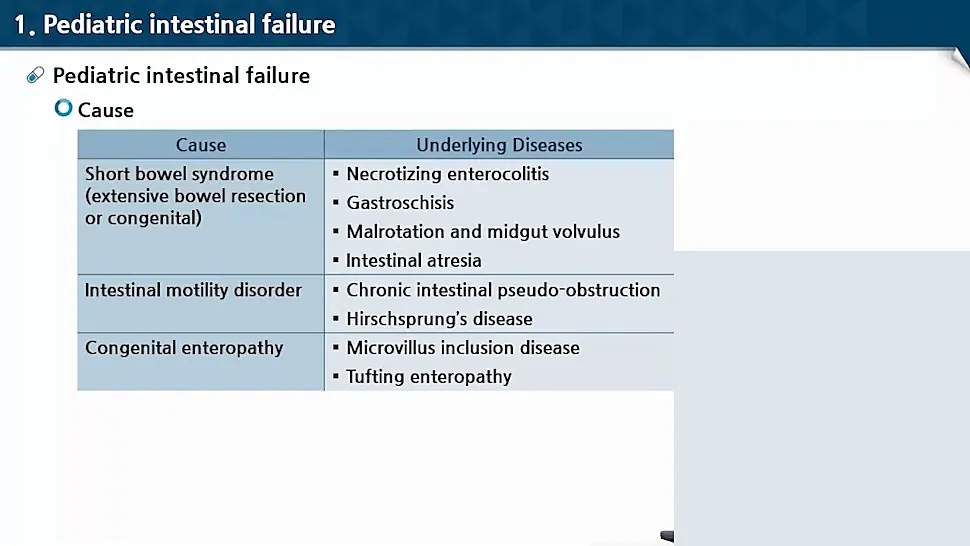 1. Pediatric intestinal failure
Pediatric intestinal failure
Cause
Cause
Underlying Diseases
Short bowel syndrome
(extensive bowel resection
or congenital)
▪ Necrotizing enterocolitis
▪ Gastroschisis
▪ Malrotation and midgut volvulus
▪ Intestinal atresia
Intestinal motility disorder
▪ Chronic intestinal pseudo-obstruction
▪ Hirschsprung's disease
Congenital enteropathy
▪ Microvillus inclusion disease
▪ Tufting enteropathy